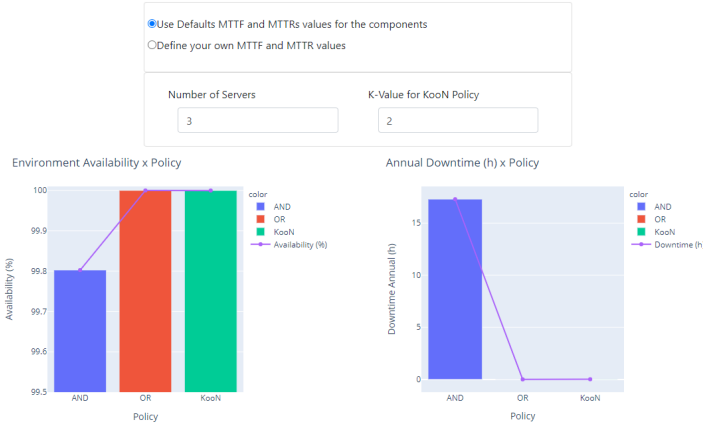 Use Defaults MTTF and MTTRs values for the components
Define your own MTTF and MTTR values
Number of Servers
K-Value for KooN Policy
3
2
Environment Availability x Policy
100
99.9
99.8
99.7
99.6
99.5
Availability (%)
AND
OR
KooN
Policy
color
AND
OR
KooN
Availability (%)
Annual Downtime (h) x Policy
15
10
5
0
Downtime Annual (h)
AND
OR
KooN
Policy
color
AND
OR
KooN
Downtime (h